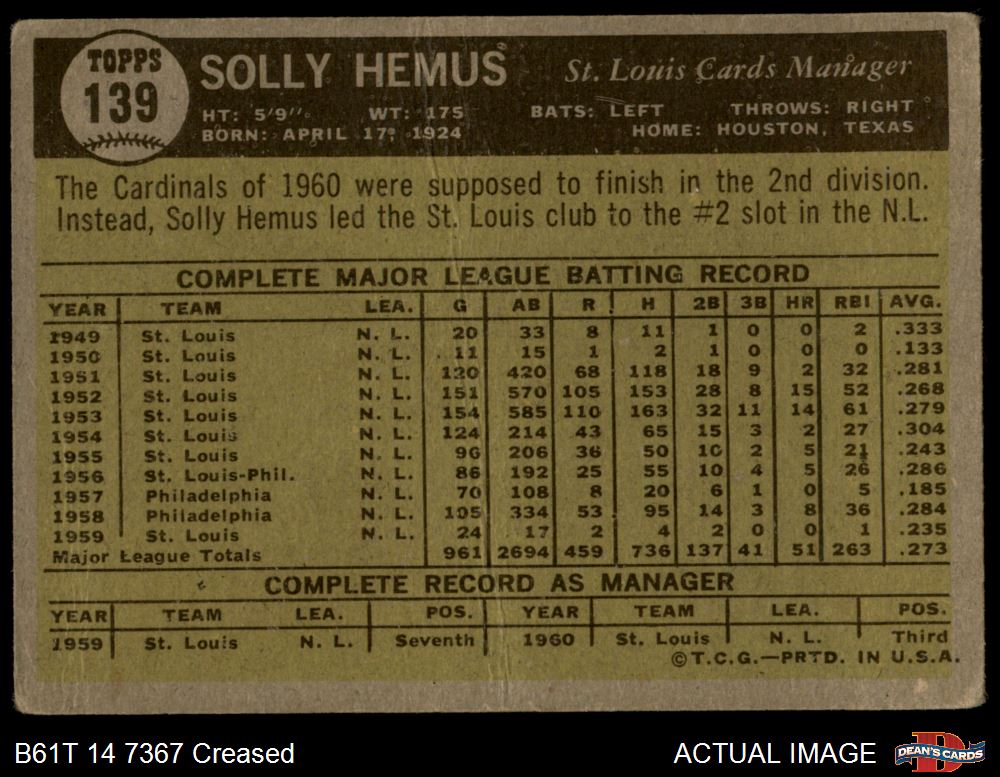 TOPPS
139
SOLLY HEMUS St. Louis Cards Manager
HT: 5'9" WT: 175 BATS: LEFT THROWS: RIGHT
BORN: APRIL 17, 1924 HOME: HOUSTON, TEXAS
The Cardinals of 1960 were supposed to finish in the 2nd division.
Instead, Solly Hemus led the St. Louis club to the #2 slot in the N.L.
COMPLETE MAJOR LEAGUE BATTING RECORD
YEAR TEAM LEA. G AB R H 2B 3B HR RBI AVG.
1949 St. Louis N. L. 20 33 8 11 1 0 0 2 .333
1950 St. Louis N. L. 11 15 1 2 1 0 0 0 .133
1951 St. Louis N. L. 120 420 68 118 18 9 2 32 .281
1952 St. Louis N. L. 151 570 105 153 28 8 15 52 .268
1953 St. Louis N. L. 154 585 110 163 32 11 14 61 .279
1954 St. Louis N. L. 124 214 43 65 15 3 2 27 .304
1955 St. Louis N. L. 96 206 36 50 10 2 5 21 .243
1956 St. Louis-Phil. N. L. 86 192 25 55 10 4 5 26 .286
1957 Philadelphia N. L. 70 108 8 20 6 1 0 5 .185
1958 Philadelphia N. L. 105 334 53 95 14 3 8 36 .284
1959 St. Louis N. L. 24 17 2 4 2 0 0 1 .235
Major League Totals 961 2694 459 736 137 41 51 263 .273
COMPLETE RECORD AS MANAGER
YEAR TEAM LEA. POS. YEAR TEAM LEA. POS.
1959 St. Louis N. L. Seventh 1960 St. Louis N. L. Third
©T.C.G.—PRTD. IN U.S.A.
B61T 14 7367 Creased ACTUAL IMAGE
DEAN'S CARDS